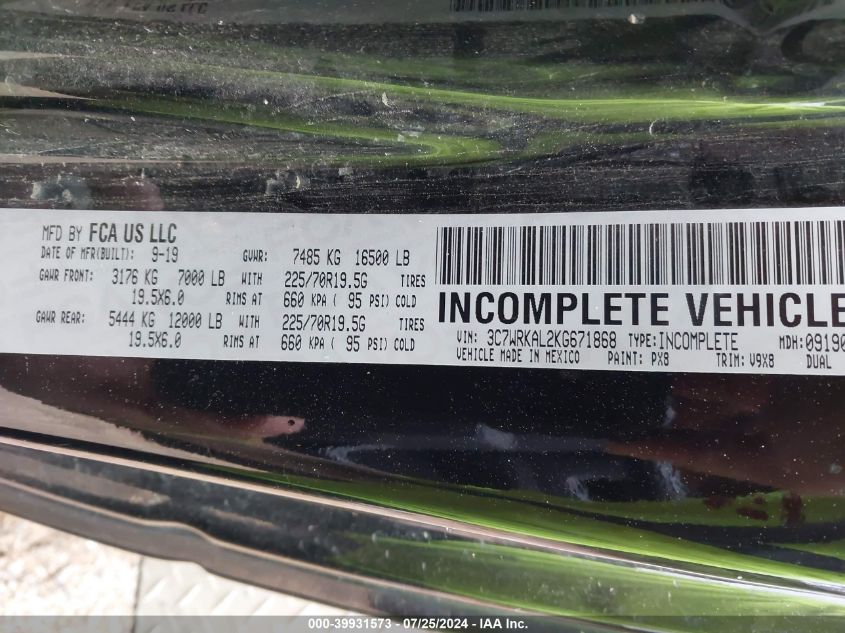 MFD BY FCA US LLC
DATE OF MFR(BUILT): 9-19 GVWR: 7485 KG 16500 LB
GAWR FRONT: 3176 KG 7000 LB WITH 225/70R19.5G TIRES
19.5X6.0 RIMS AT 660 KPA ( 95 PSI) COLD
GAWR REAR: 5444 KG 12000 LB WITH 225/70R19.5G TIRES
19.5X6.0 RIMS AT 660 KPA ( 95 PSI) COLD
INCOMPLETE VEHICLE
VIN: 3C7WRKAL2KG671868 TYPE:INCOMPLETE MDH:09190
VEHICLE MADE IN MEXICO PAINT: PX8 TRIM: V9X8 DUAL
000-39931573 - 07/25/2024 - COPYRIGHT IAA, LLC.